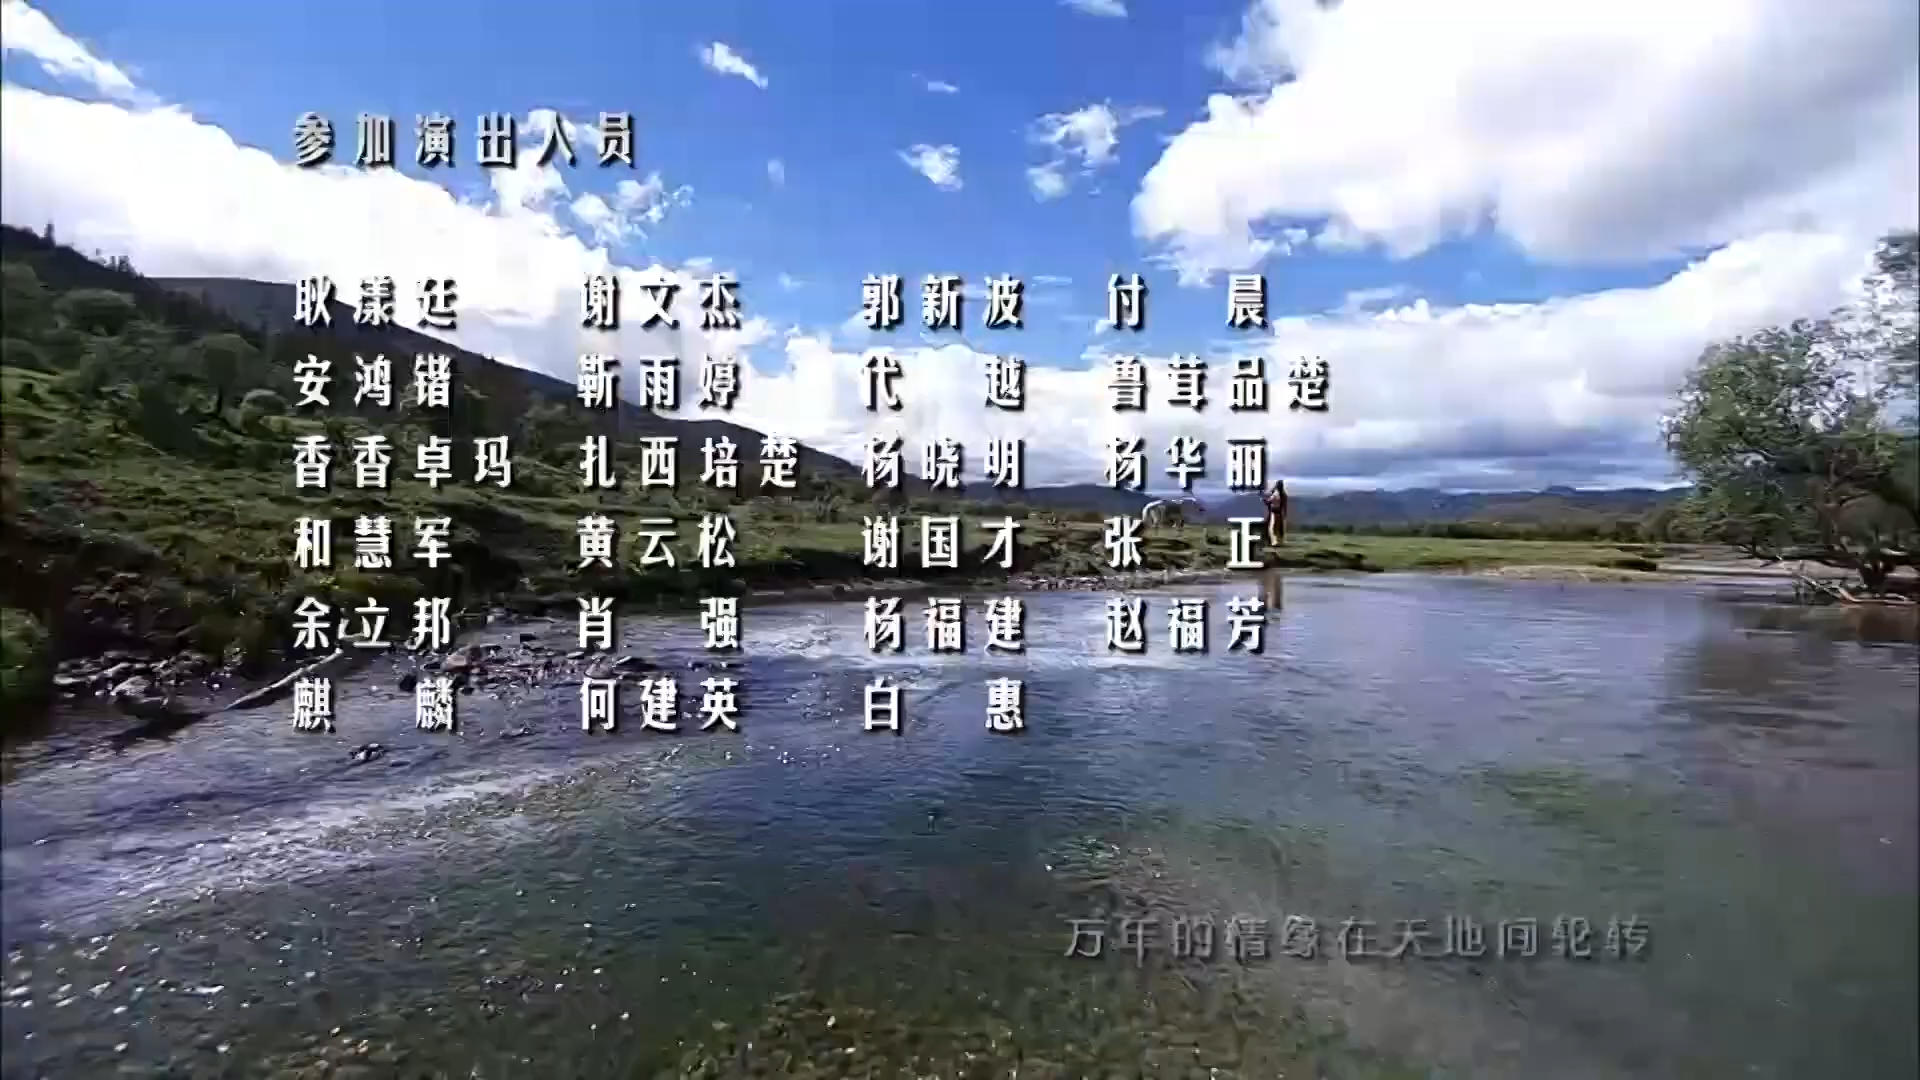 参加演出人员
耿漾廷 谢文杰 郭新波 付晨
安鸿锴 靳雨婷 代越 鲁茸品楚
香香卓玛 扎西培楚 杨晓明 杨华丽
和慧军 黄云松 谢国才 张正
余立邦 肖强 杨福建 赵福芳
麒麟 何建英 白惠
万年的情缘在天地间轮转